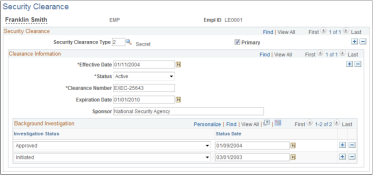 Security Clearance
Franklin Smith EMP Empl ID LE0001
Security Clearance Find | View All First 1 of 1 Last
Security Clearance Type 2 Secret Primary
Clearance Information Find | View All First 1 of 1 Last
*Effective Date 01/11/2004
*Status Active
*Clearance Number EXEC-25643
Expiration Date 01/01/2010
Sponsor National Security Agency
Background Investigation Personalize | Find | View All | First 1-2 of 2 Last
Investigation Status Status Date
Approved 01/09/2004
Initiated 03/01/2003